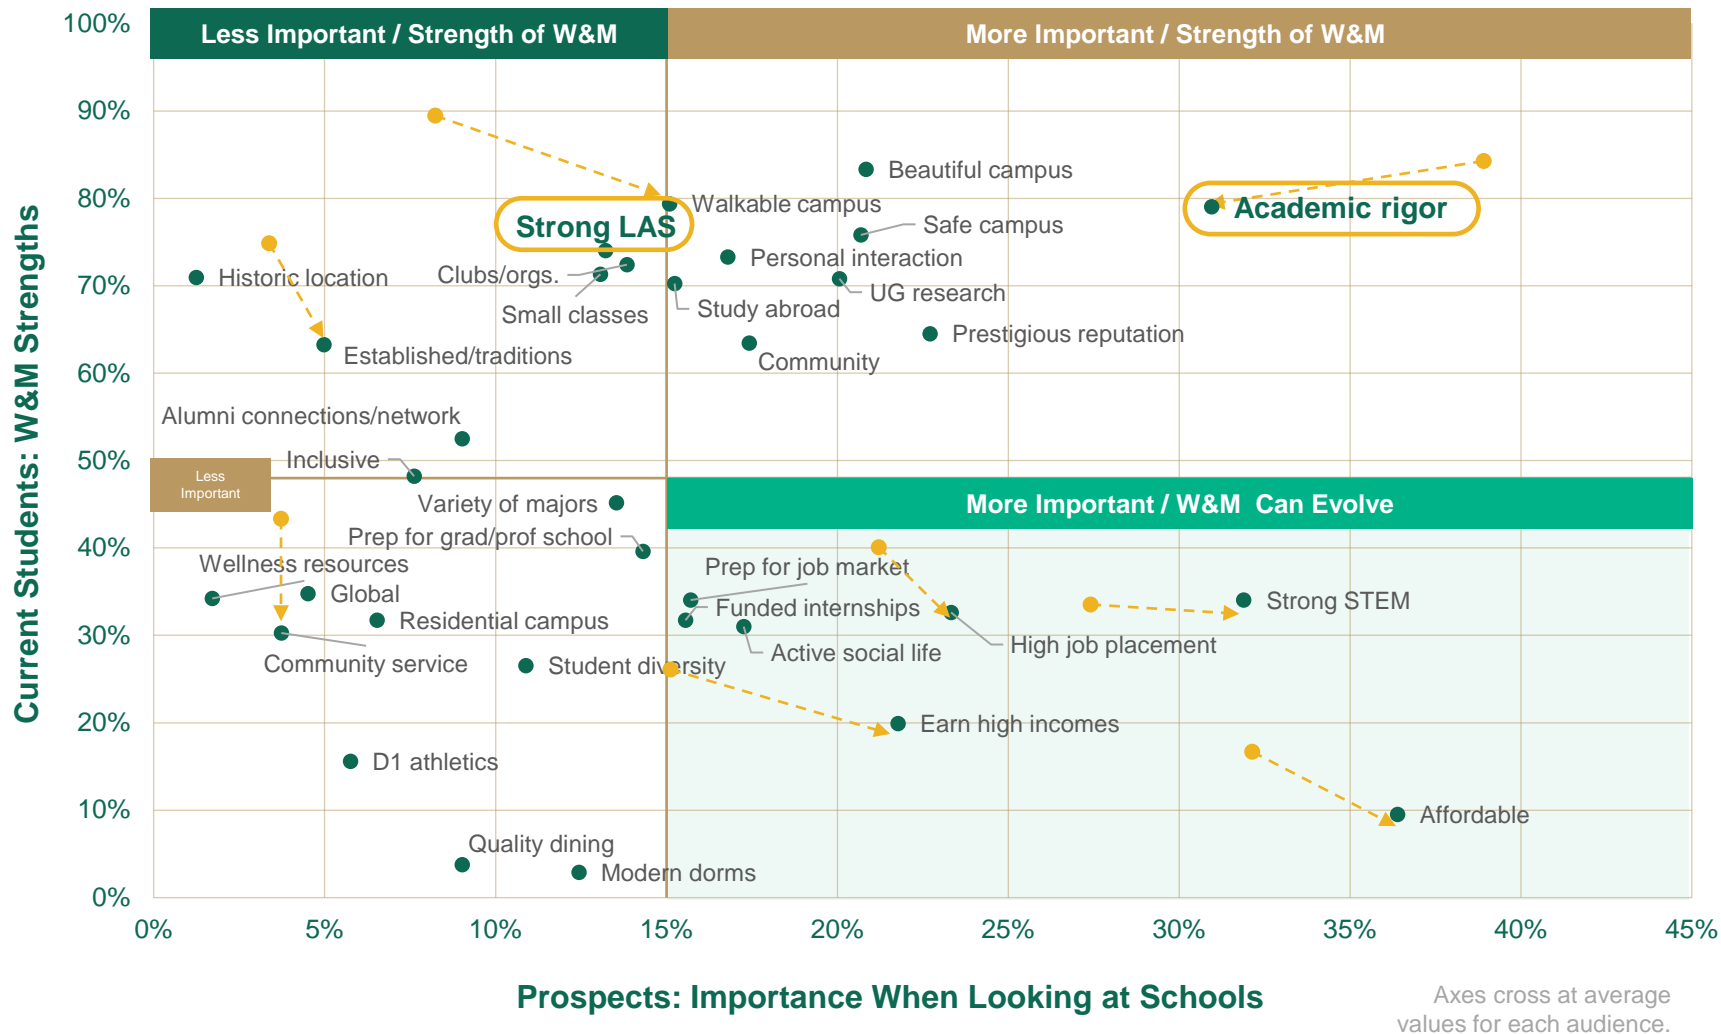 100%
Less Important / Strength of W&M
More Important / Strength of W&M
90%
Beautiful campus
80%
Walkable campus
Academic rigor
Strong LAS
Safe campus
Personal interaction
Historic location
Clubs/orgs.
70%
UG research
Small classes
Study abroad
Prestigious reputation
Established/traditions
Community
60%
Alumni connections/network
50%
Inclusive
Less
Important
Variety of majors
More Important / W&M  Can Evolve
Prep for grad/prof school
40%
Wellness resources
Prep for job market
Global
Funded internships
Strong STEM
30%
Residential campus
High job placement
Active social life
Community service
Student diversity
20%
Earn high incomes
D1 athletics
10%
Affordable
Quality dining
Modern dorms
0%
0%
5%
10%
15%
20%
25%
30%
35%
40%
45%
Current Students: W&M Strengths
Prospects: Importance When Looking at Schools
Axes cross at average
values for each audience.